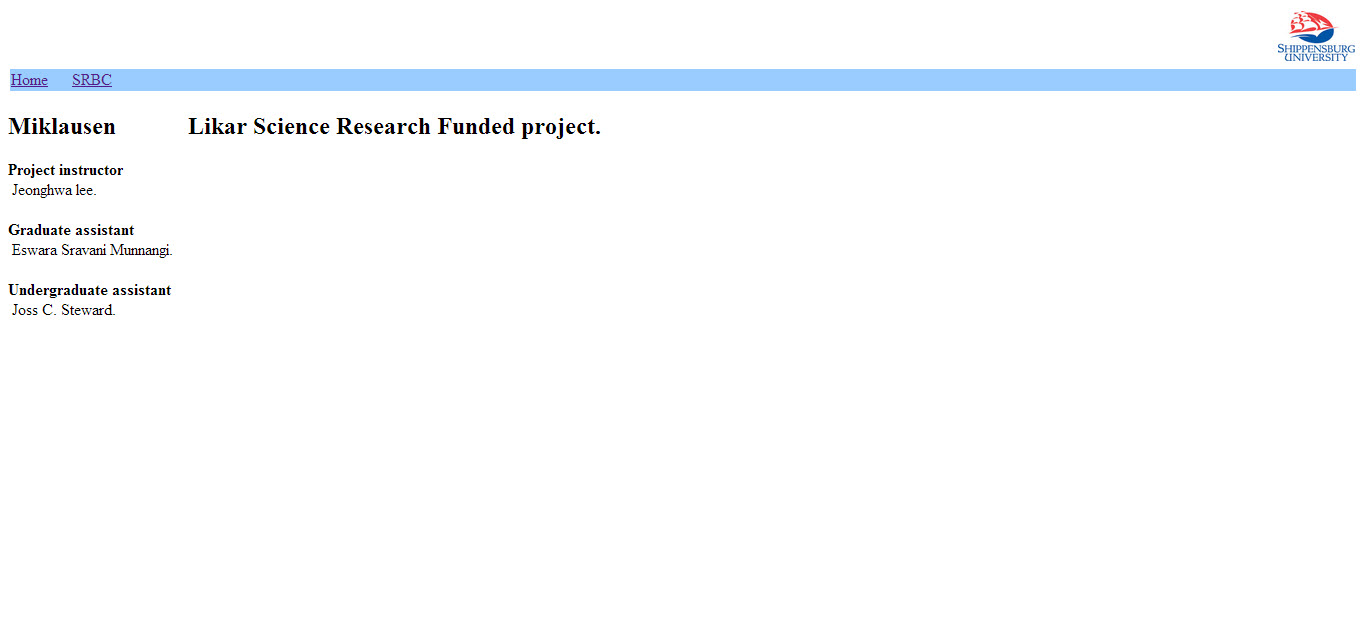 SHIPPENSBURG
UNIVERSITY
Home SRBC
Miklausen Likar Science Research Funded project.
Project instructor
Jeonghwa lee.
Graduate assistant
Eswara Sravani Munnangi.
Undergraduate assistant
Joss C. Steward.